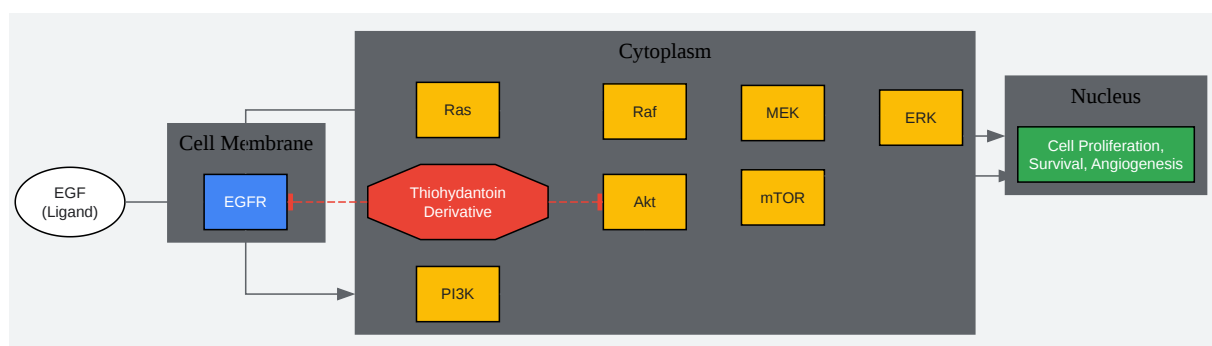 Cytoplasm
Nucleus
Cell Membrane
Ras
Raf
MEK
ERK
Cell Proliferation,
Survival, Angiogenesis
EGF
(Ligand)
EGFR
Thiohydantoin
Derivative
Akt
mTOR
PI3K